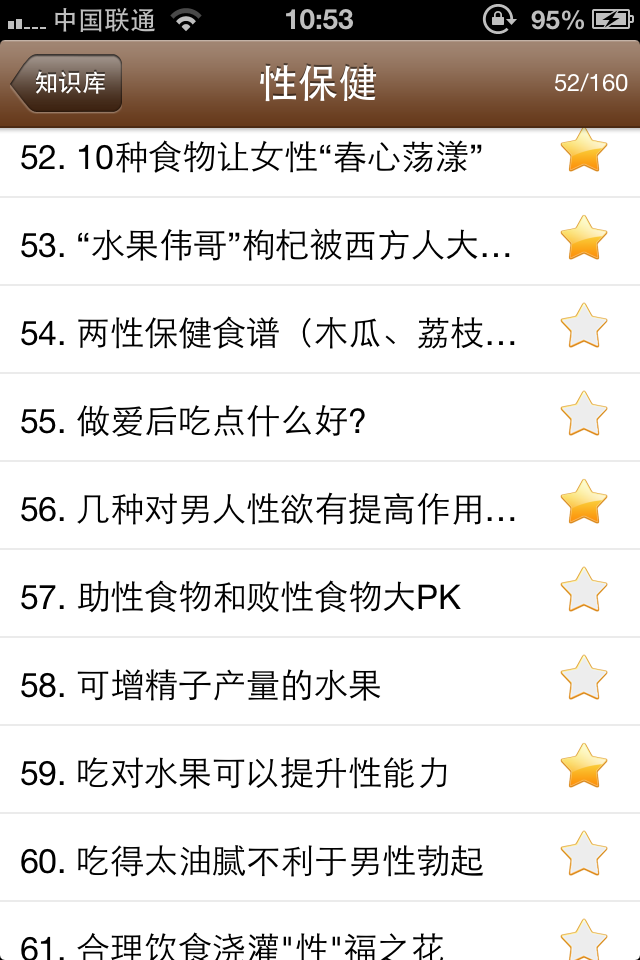 中国联通 10:53 95%
知识库 性保健 52/160
52. 10种食物让女性“春心荡漾”
53. “水果伟哥”枸杞被西方人大...
54. 两性保健食谱（木瓜、荔枝...
55. 做爱后吃点什么好?
56. 几种对男人性欲有提高作用...
57. 助性食物和败性食物大PK
58. 可增精子产量的水果
59. 吃对水果可以提升性能力
60. 吃得太油腻不利于男性勃起
61. 合理饮食浇灌"性"福之花